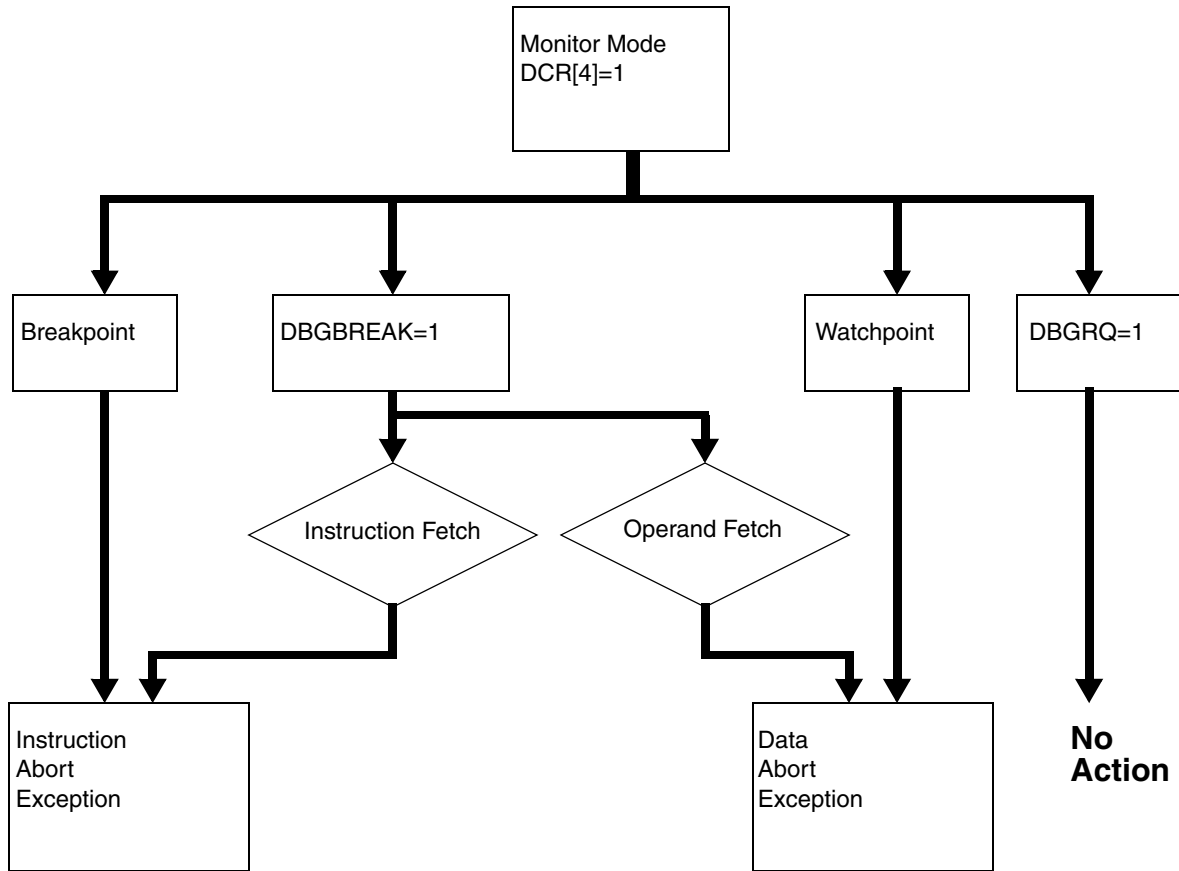 Monitor Mode
DCR[4]=1
Breakpoint
DBGBREAK=1
Watchpoint
DBGRQ=1
Instruction Fetch
Operand Fetch
Instruction
Abort
Exception
Data
Abort
Exception
No
Action